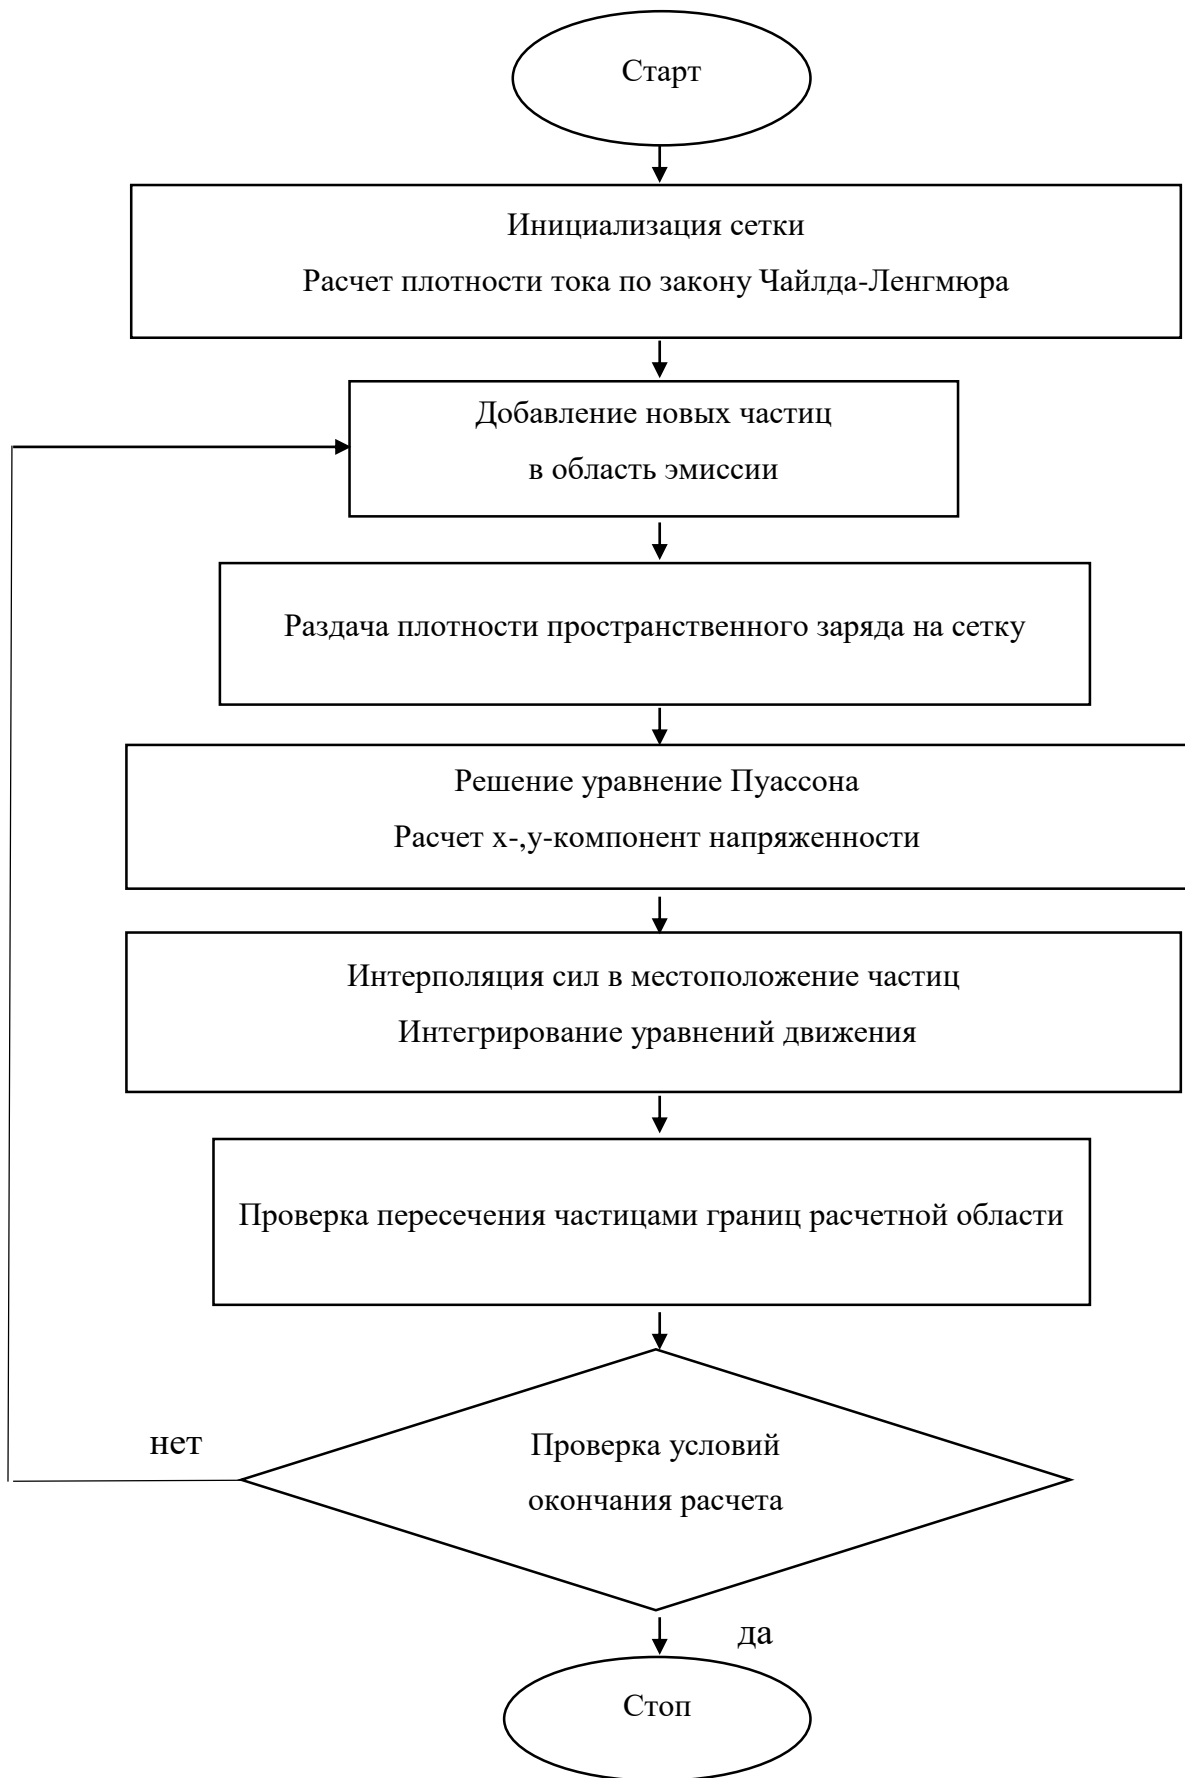 Старт
Инициализация сетки
Расчет плотности тока по закону Чайлда-Ленгмюра
Добавление новых частиц
в область эмиссии
Раздача плотности пространственного заряда на сетку
Решение уравнение Пуассона
Расчет х-,у-компонент напряженности
Интерполяция сил в местоположение частиц
Интегрирование уравнений движения
Проверка пересечения частицами границ расчетной области
нет
Проверка условий
окончания расчета
да
Стоп